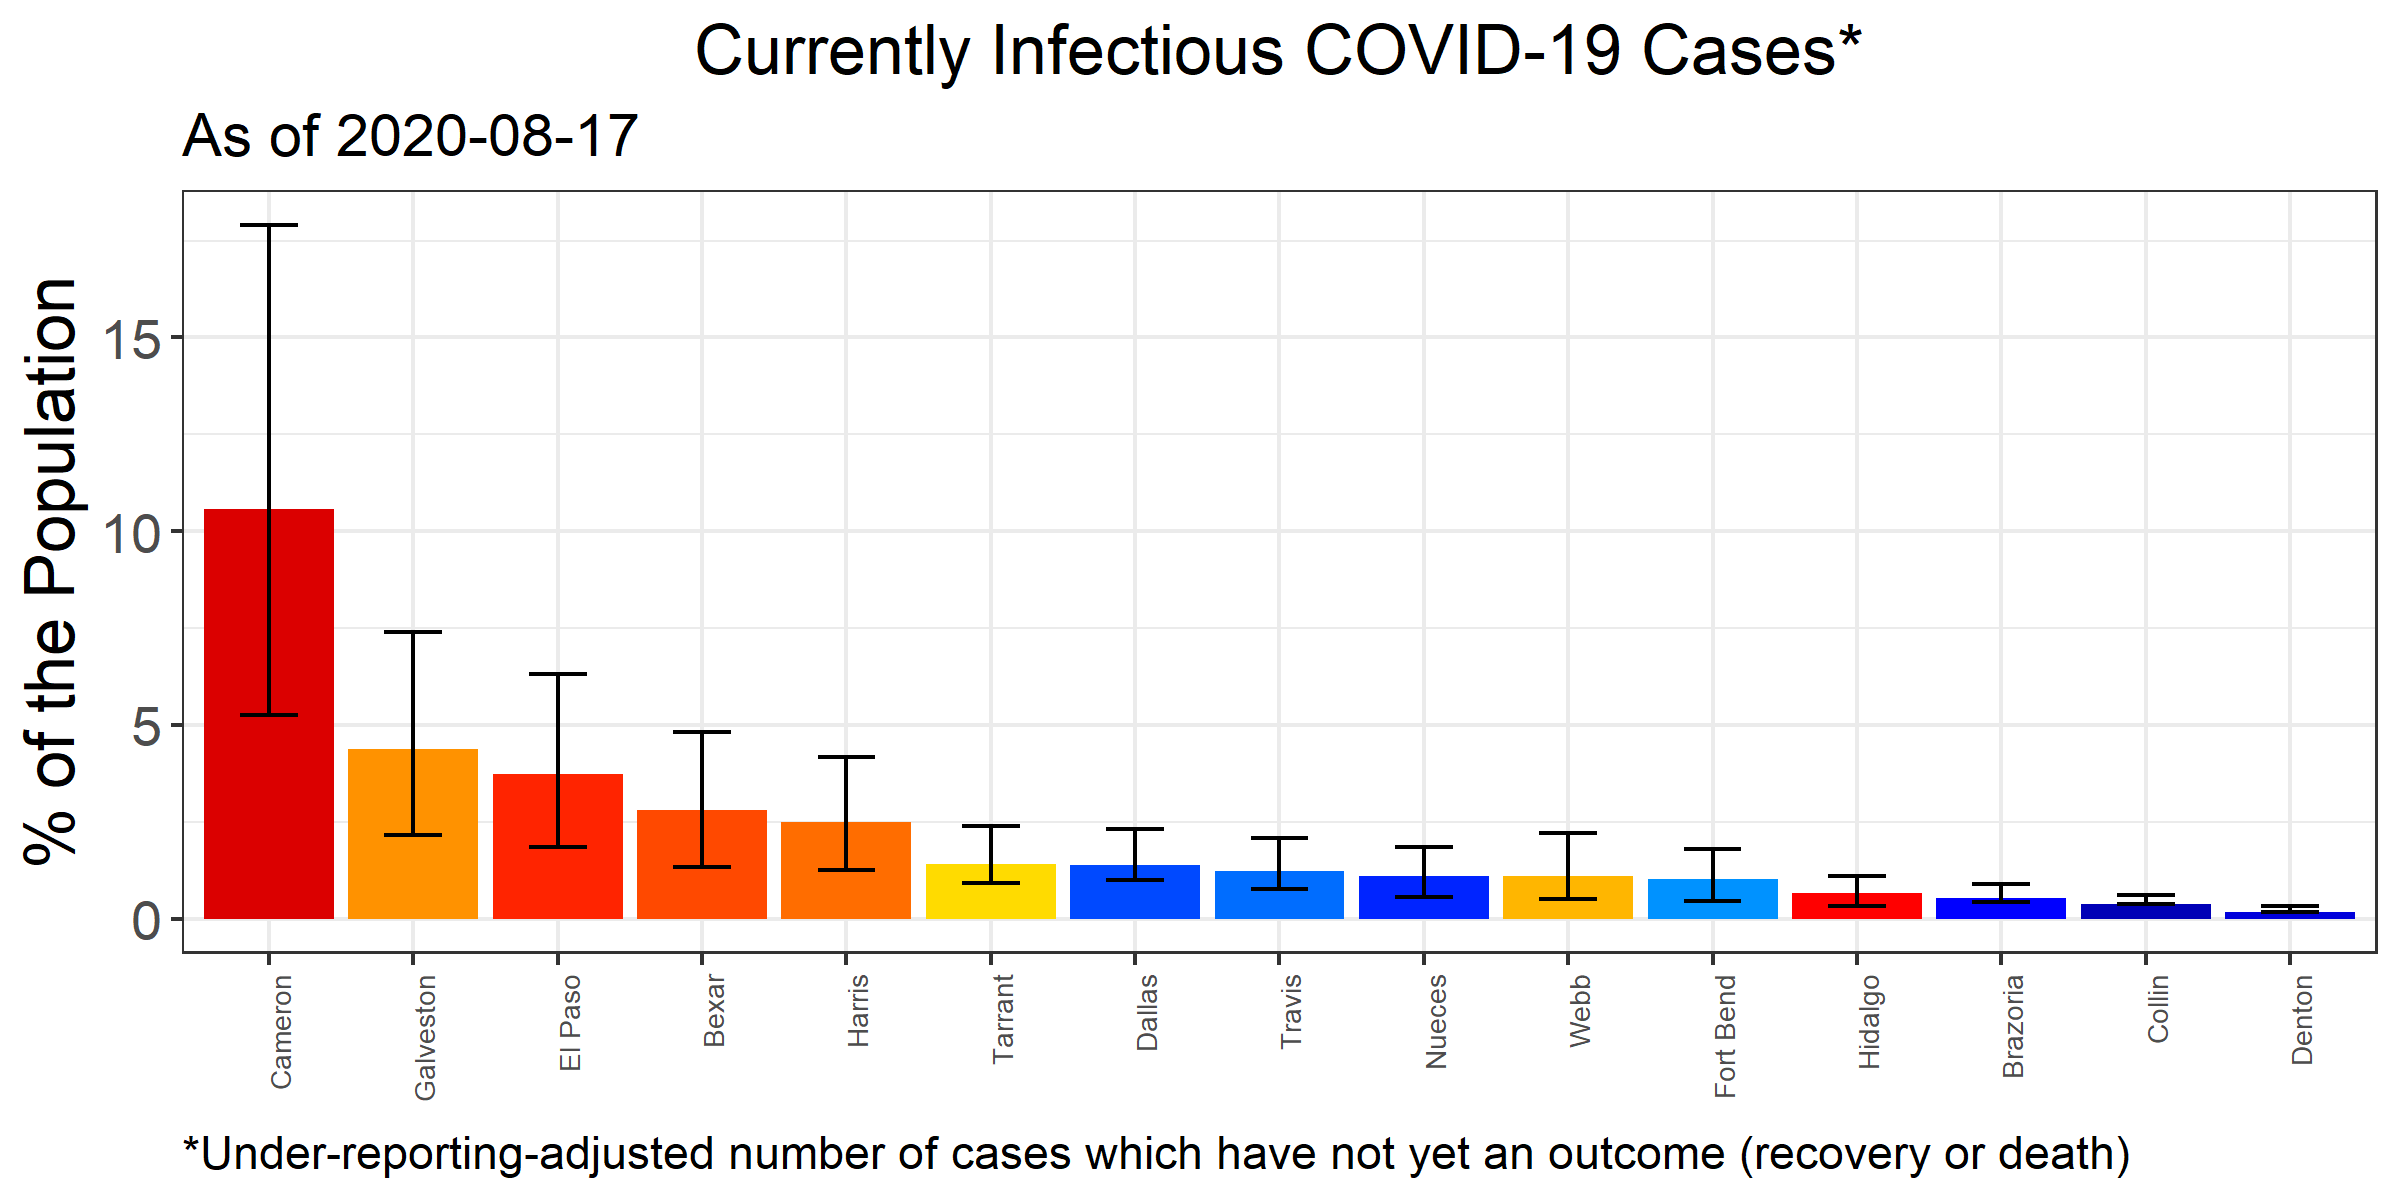 Currently Infectious COVID-19 Cases*
As of 2020-08-17
% of the Population
15
10
5
0
Cameron
Galveston
El Paso
Bexar
Harris
Tarrant
Dallas
Travis
Nueces
Webb
Fort Bend
Hidalgo
Brazoria
Collin
Denton
*Under-reporting-adjusted number of cases which have not yet an outcome (recovery or death)